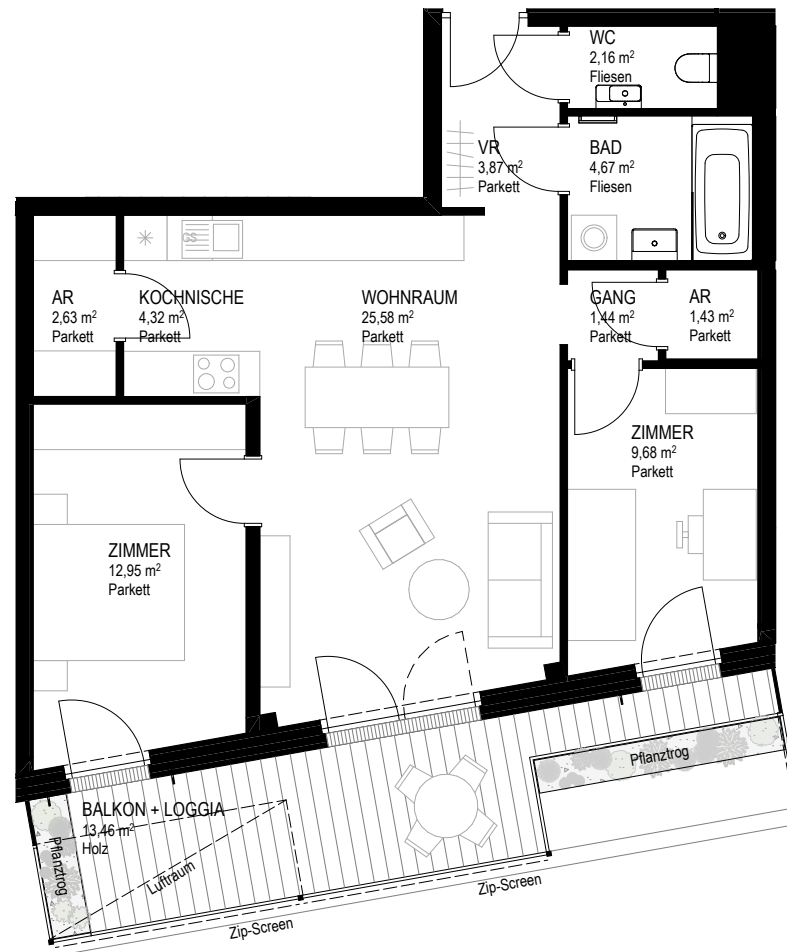 WC
2,16 m²
Fliesen
VR
3,87 m²
Parkett
BAD
4,67 m²
Fliesen
GS
AR
2,63 m²
Parkett
KOCHNISCHE
4,32 m²
Parkett
WOHNRAUM
25,58 m²
Parkett
GANG
1,44 m²
Parkett
AR
1,43 m²
Parkett
ZIMMER
9,68 m²
Parkett
ZIMMER
12,95 m²
Parkett
Pflanztrog
BALKON + LOGGIA
13,46 m²
Holz
Pflanztrog
Luftraum
Zip-Screen
Zip-Screen